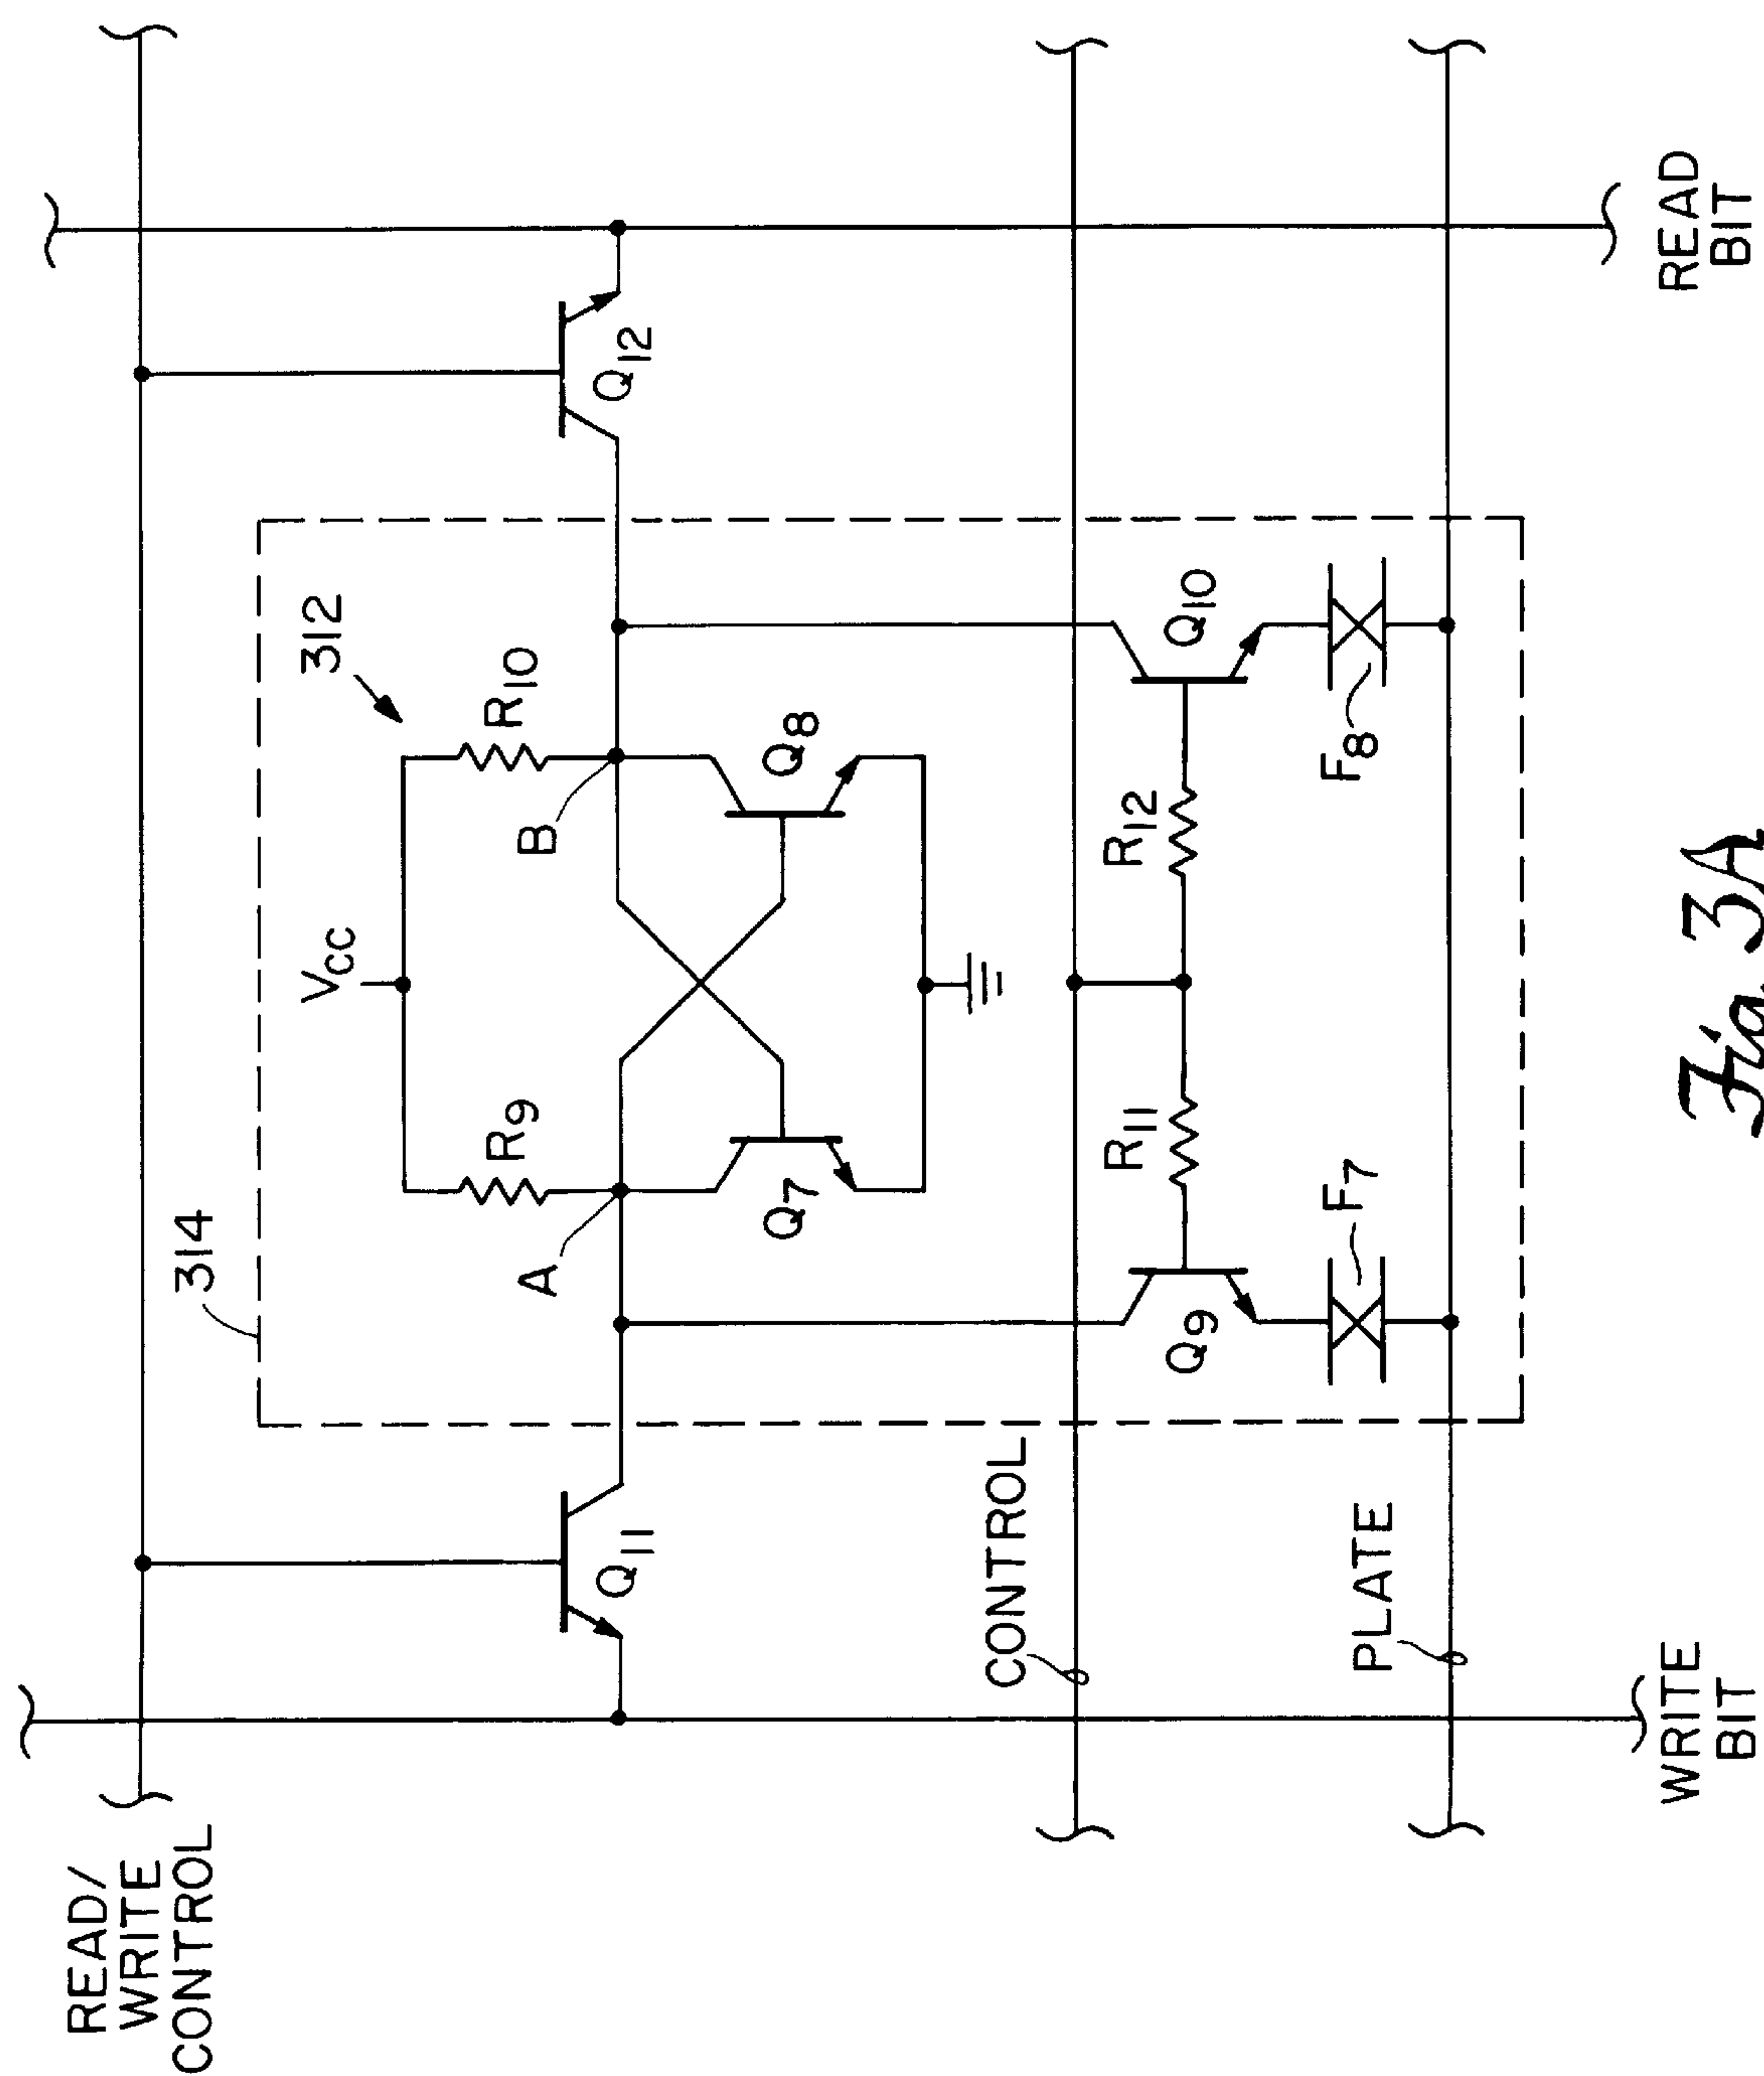 READ/
WRITE
CONTROL
314
312
VCC
R9
R10
A
B
Q11
Q7
Q8
Q12
CONTROL
R11
R12
Q9
Q10
PLATE
F7
F8
WRITE
BIT
READ
BIT
Fig. 3A